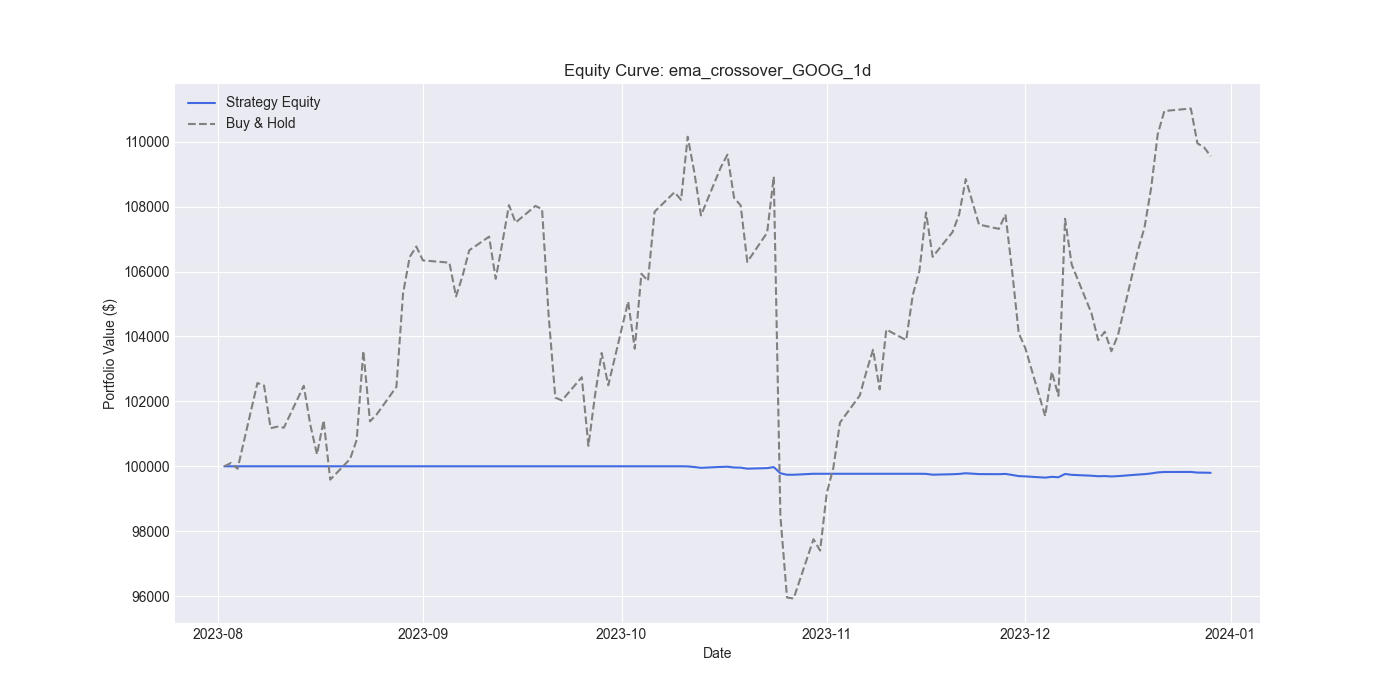 Equity Curve: ema_crossover_GOOG_1d
Strategy Equity
Buy & Hold
Portfolio Value ($)
110000
108000
106000
104000
102000
100000
98000
96000
2023-08
2023-09
2023-10
2023-11
2023-12
2024-01
Date